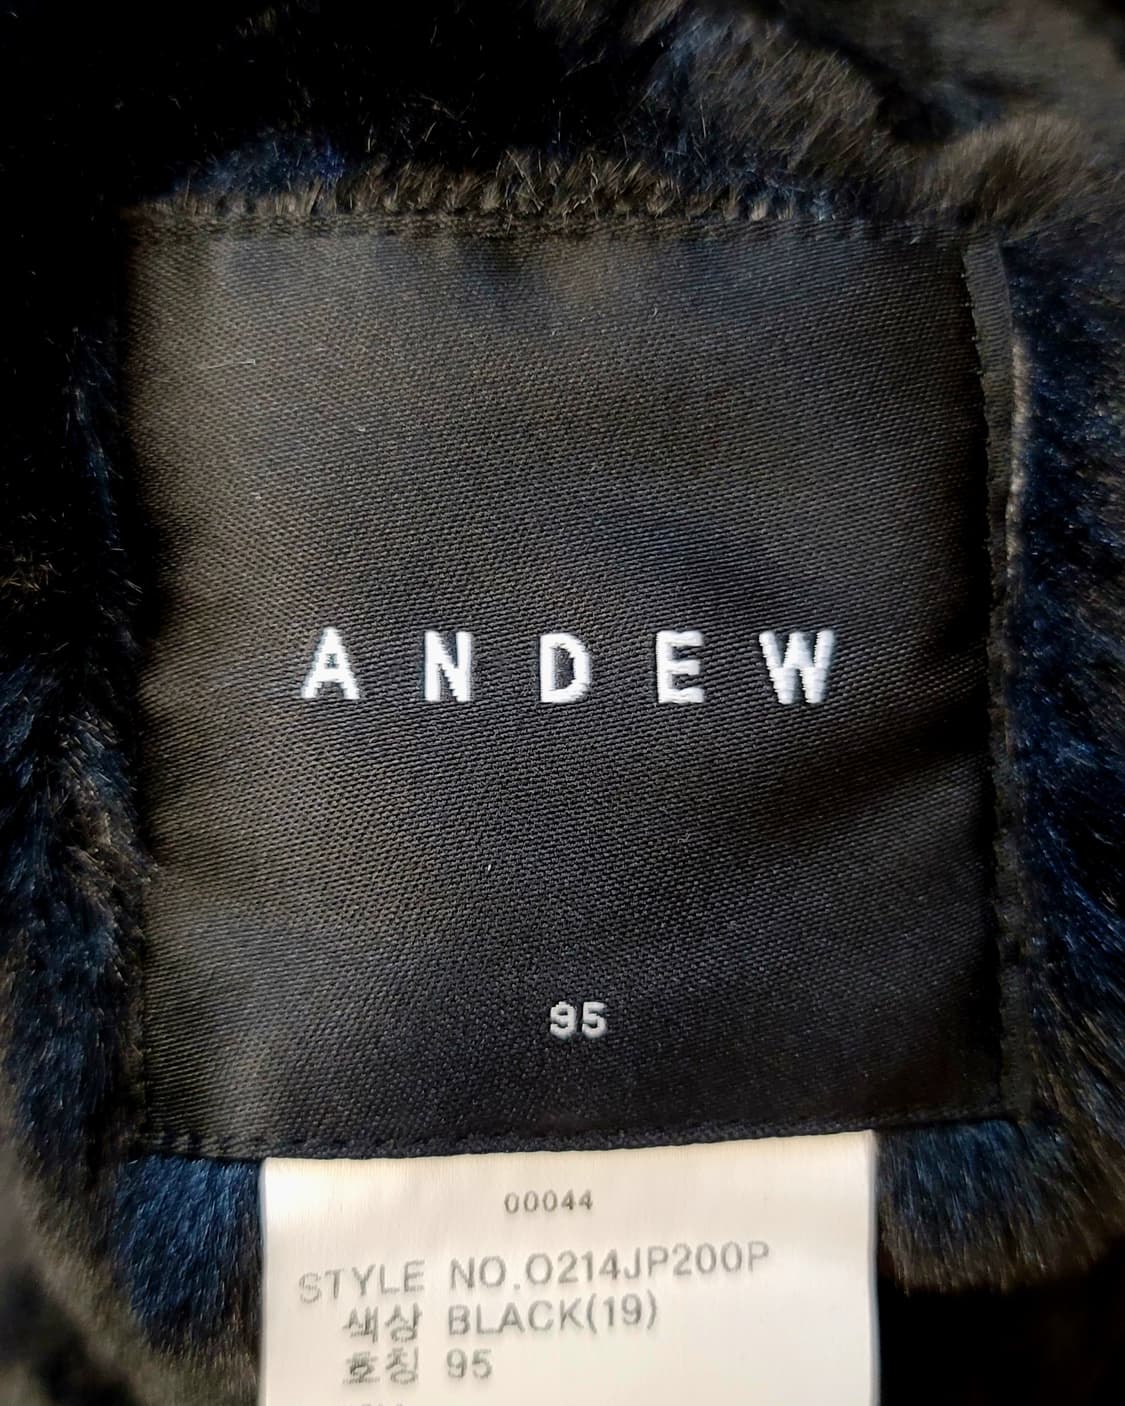 ANDEW
95
00044
STYLE NO.O214JP200P
색상 BLACK(19)
호칭 95